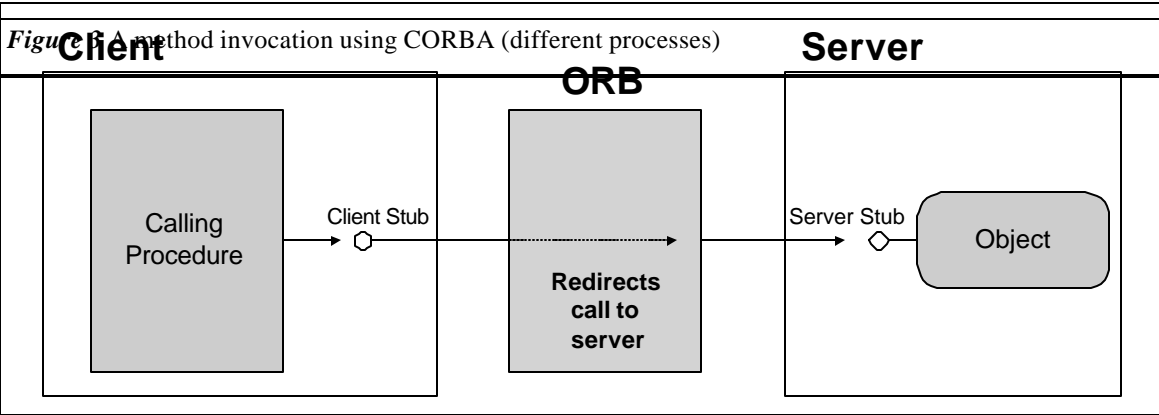 Figure 3 A method invocation using CORBA (different processes)
Client
Server
ORB
Calling
Procedure
Client Stub
Redirects
call to
server
Server Stub
Object